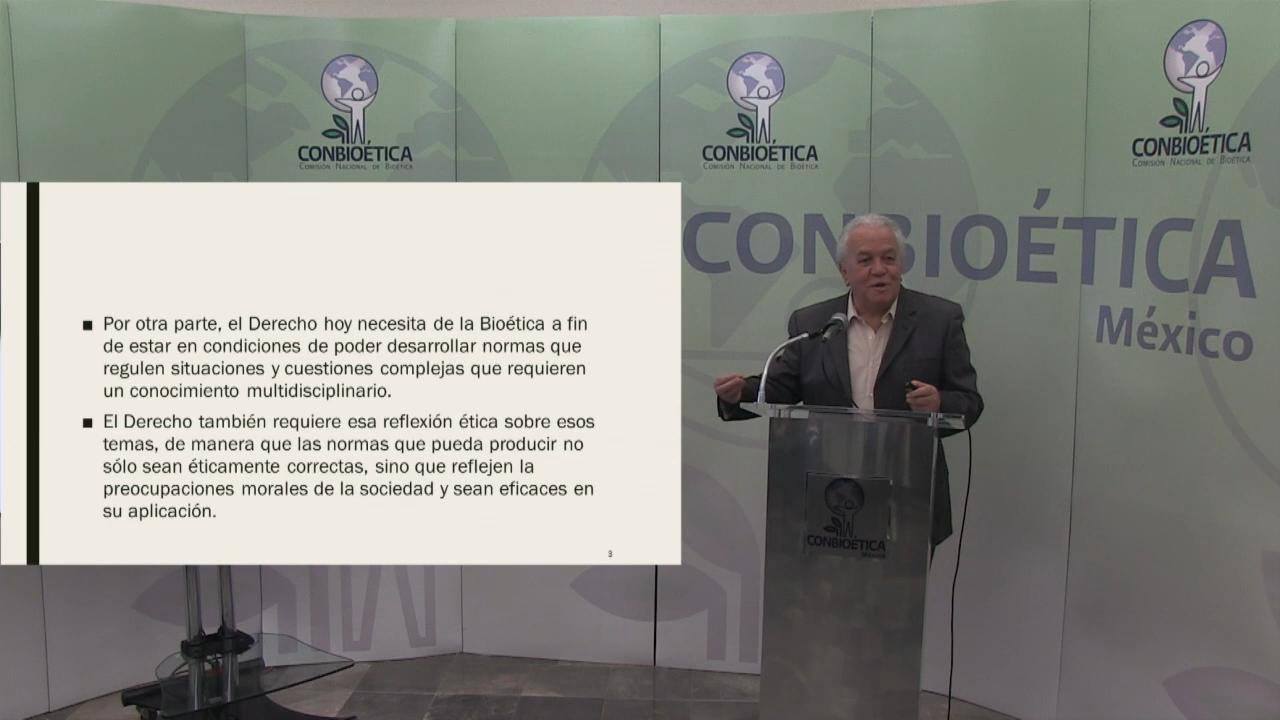 CONBIOÉTICA
COMISIÓN NACIONAL DE BIOÉTICA
CONBIOÉTICA
COMISIÓN NACIONAL DE BIOÉTICA
CONBIOÉTICA
COMISIÓN NACIONAL DE BIOÉTICA
CONBIOÉTICA
México
■ Por otra parte, el Derecho hoy necesita de la Bioética a fin
de estar en condiciones de poder desarrollar normas que
regulen situaciones y cuestiones complejas que requieren
un conocimiento multidisciplinario.
■ El Derecho también requiere esa reflexión ética sobre esos
temas, de manera que las normas que pueda producir no
sólo sean éticamente correctas, sino que reflejen la
preocupaciones morales de la sociedad y sean eficaces en
su aplicación.
3
CONBIOÉTICA
México